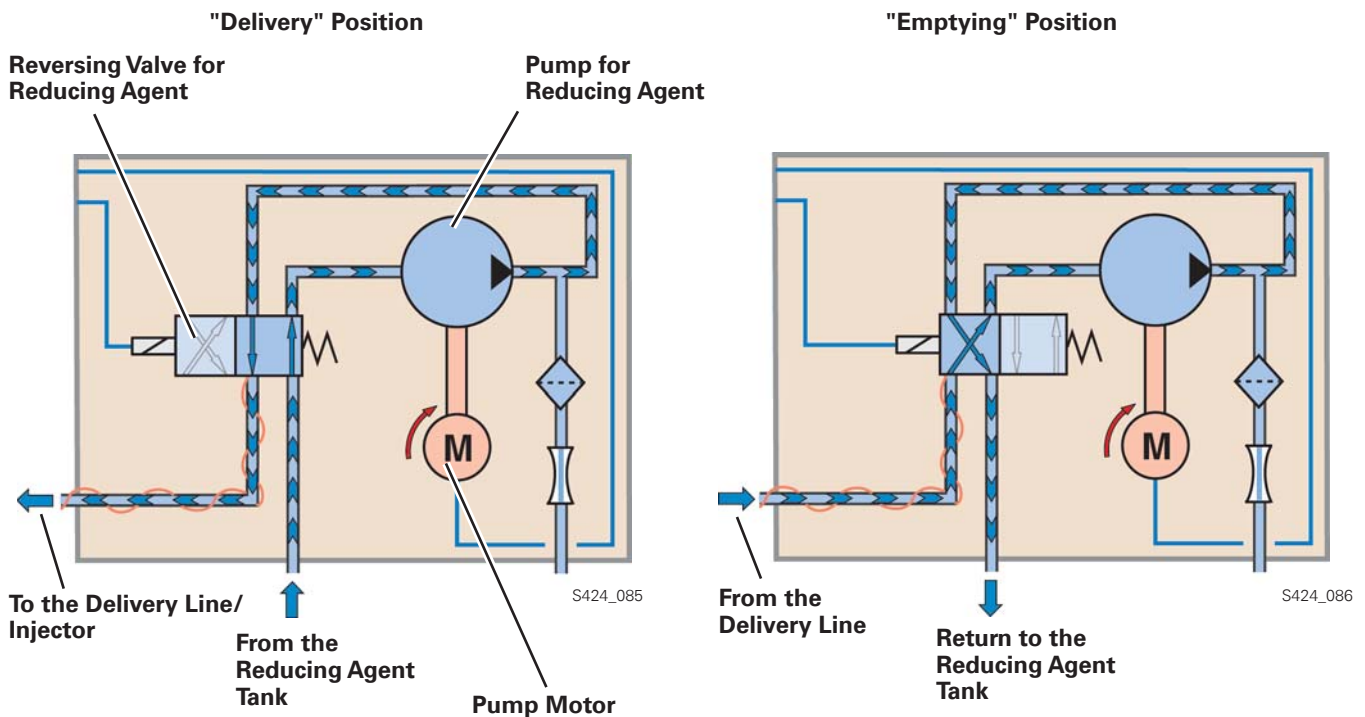 "Delivery" Position
Reversing Valve for
Reducing Agent
Pump for
Reducing Agent
M
To the Delivery Line/
Injector
From the
Reducing Agent
Tank
Pump Motor
S424_085
"Emptying" Position
M
From the
Delivery Line
Return to the
Reducing Agent
Tank
S424_086